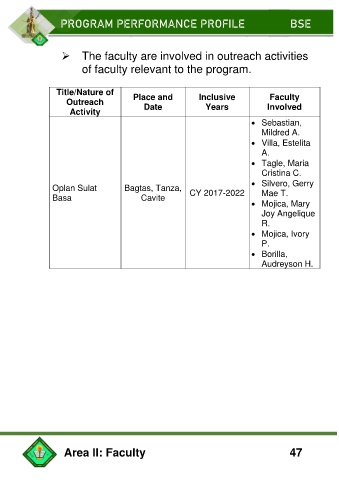 PROGRAM PERFORMANCE PROFILE BSE
➢ The faculty are involved in outreach activities
of faculty relevant to the program.
Title/Nature of
Outreach
Activity
Place and
Date
Inclusive
Years
Faculty
Involved
Oplan Sulat
Basa
Bagtas, Tanza,
Cavite
CY 2017-2022
• Sebastian,
Mildred A.
• Villa, Estelita
A.
• Tagle, Maria
Cristina C.
• Silvero, Gerry
Mae T.
• Mojica, Mary
Joy Angelique
R.
• Mojica, Ivory
P.
• Borilla,
Audreyson H.
Area II: Faculty 47